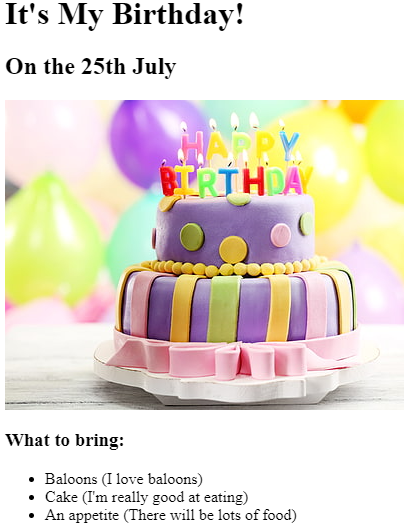 It's My Birthday!
On the 25th July
HAPPY
BIRTHDAY
What to bring:
Baloons (I love baloons)
Cake (I'm really good at eating)
An appetite (There will be lots of food)